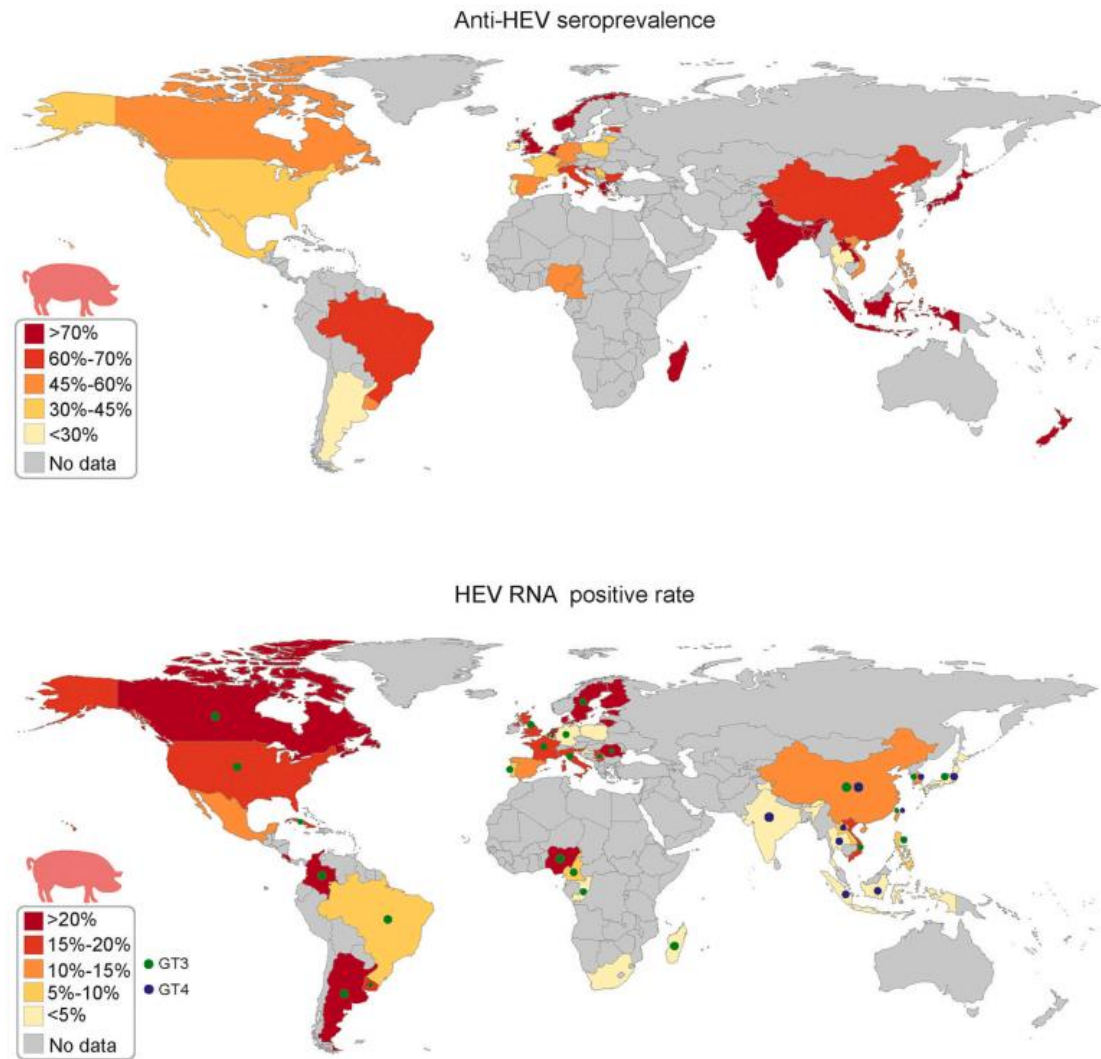 Anti-HEV seroprevalence
>70%
60%-70%
45%-60%
30%-45%
<30%
No data
HEV RNA positive rate
>20%
15%-20%
10%-15%
5%-10%
<5%
No data
GT3
GT4